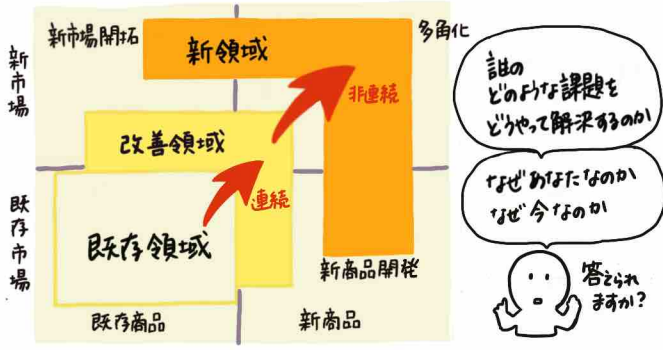 新市場開拓
新領域
多角化
新市場
非連続
改善領域
連続
既存市場
既存領域
新商品開発
既存商品
新商品
誰の
どのような課題を
どうやって解決するのか
なぜあなたなのか
なぜ今なのか
答えられ
ますか?